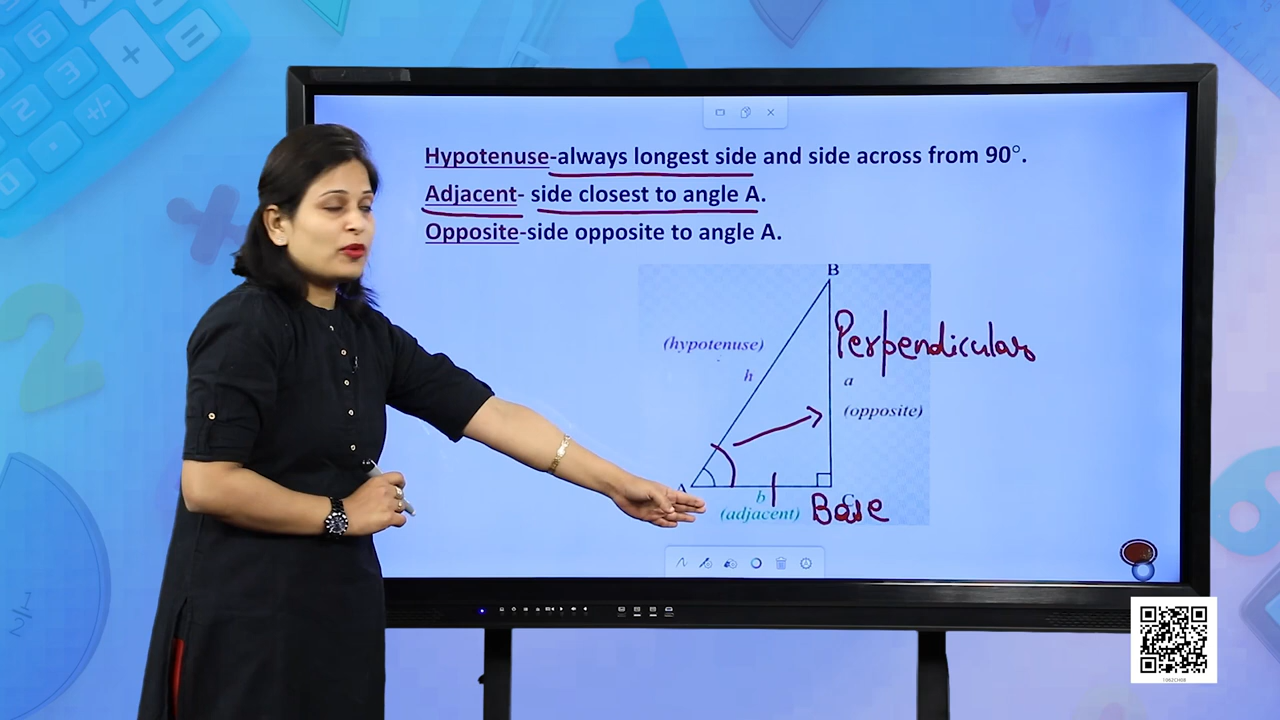 Hypotenuse-always longest side and side across from 90°.
Adjacent- side closest to angle A.
Opposite-side opposite to angle A.
B
(hypotenuse)
Perpendicular
h
a
(opposite)
A
b
(adjacent)
Base
1062CH08